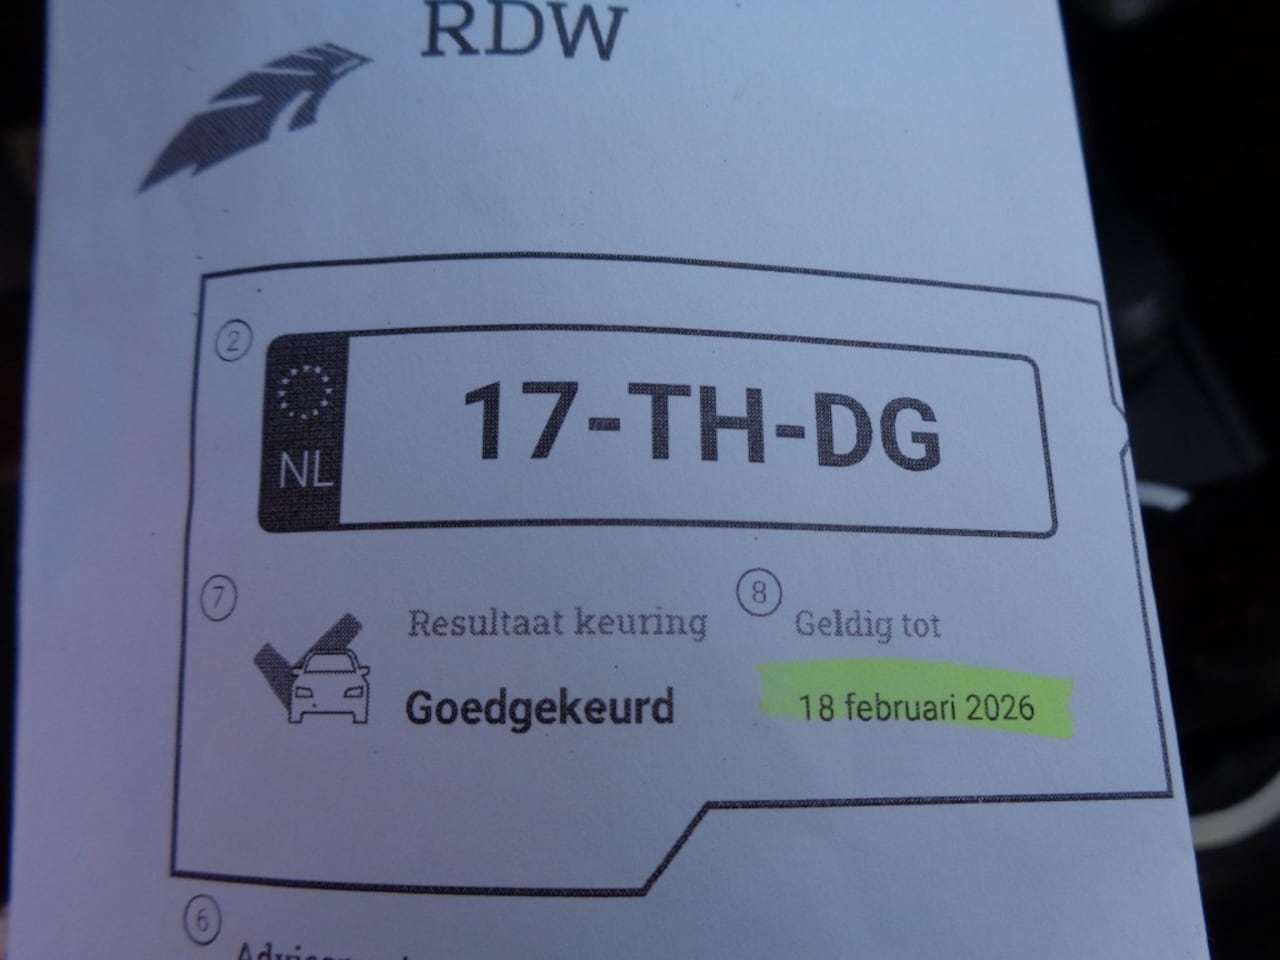 RDW
2
NL
17-TH-DG
7
Resultaat keuring
8
Geldig tot
Goedgekeurd
18 februari 2026
6